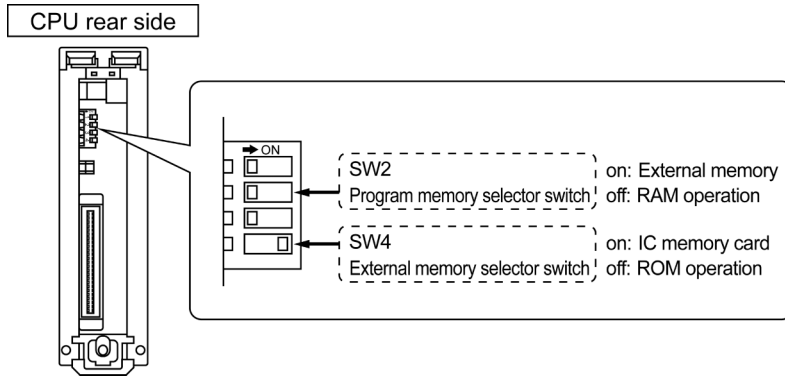 CPU rear side
➡ ON
SW2 on: External memory
Program memory selector switch off: RAM operation
SW4 on: IC memory card
External memory selector switch off: ROM operation